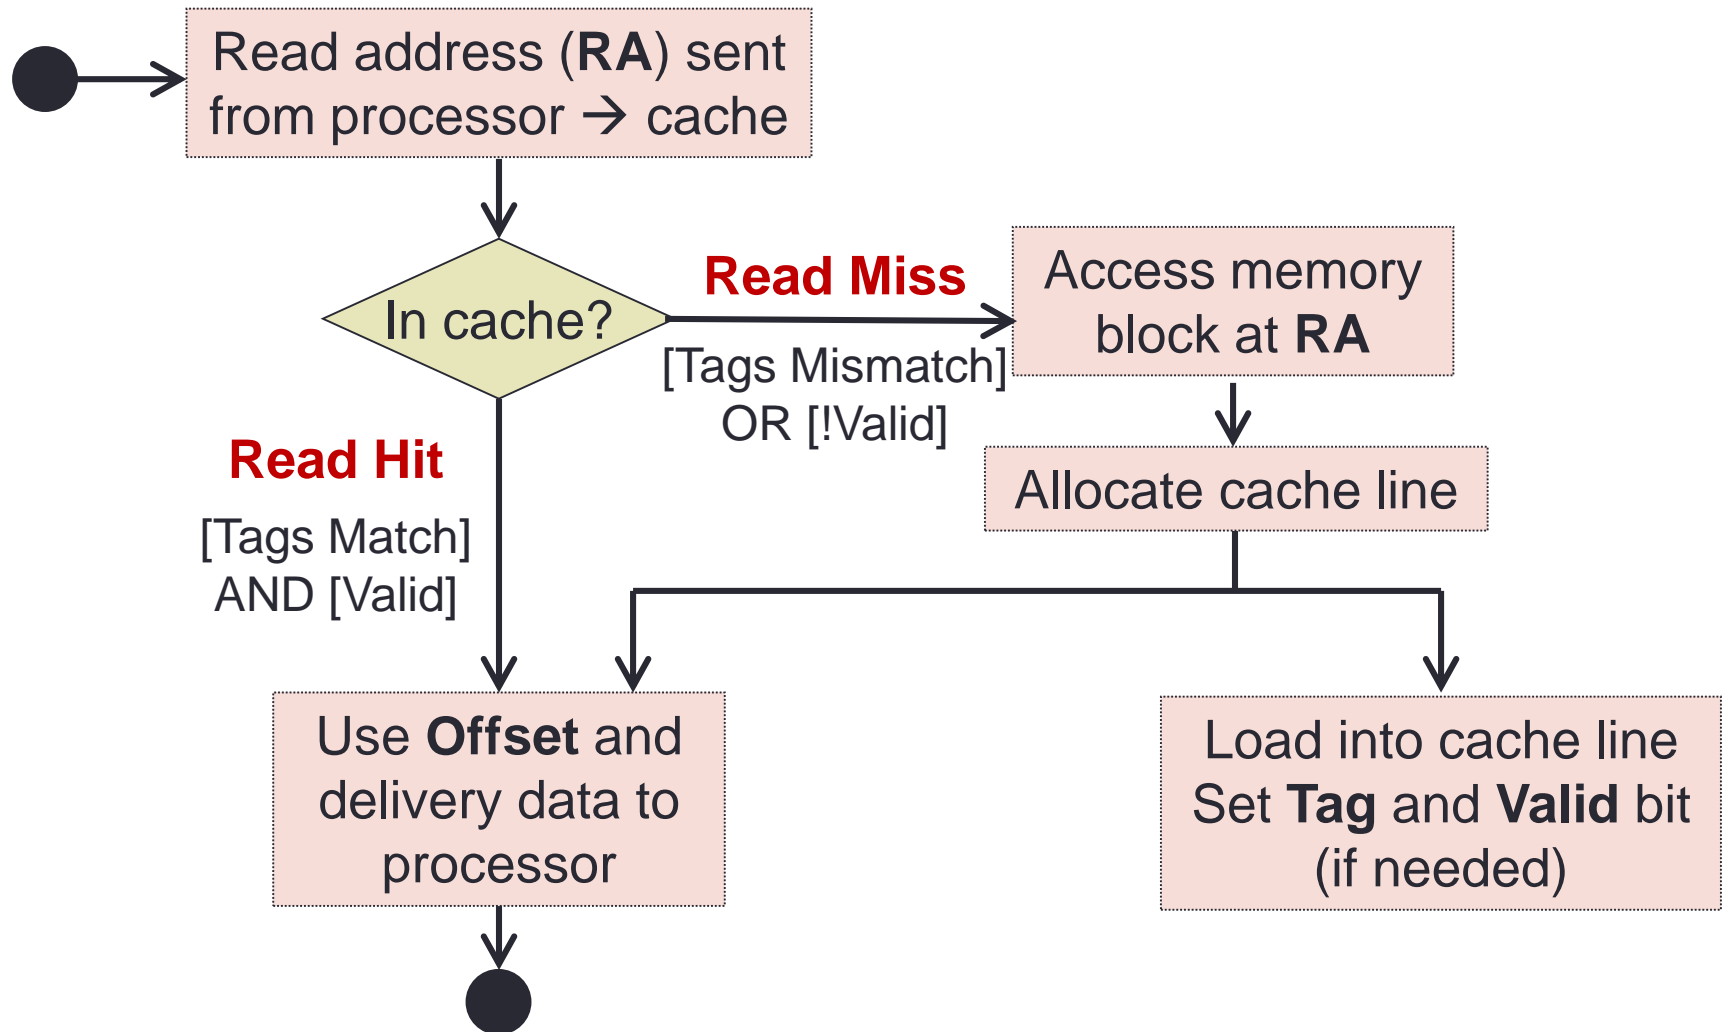 Read address (RA) sent
from processor → cache
In cache?
Read Miss
[Tags Mismatch]
OR [!Valid]
Access memory
block at RA
Allocate cache line
Read Hit
[Tags Match]
AND [Valid]
Use Offset and
delivery data to
processor
Load into cache line
Set Tag and Valid bit
(if needed)